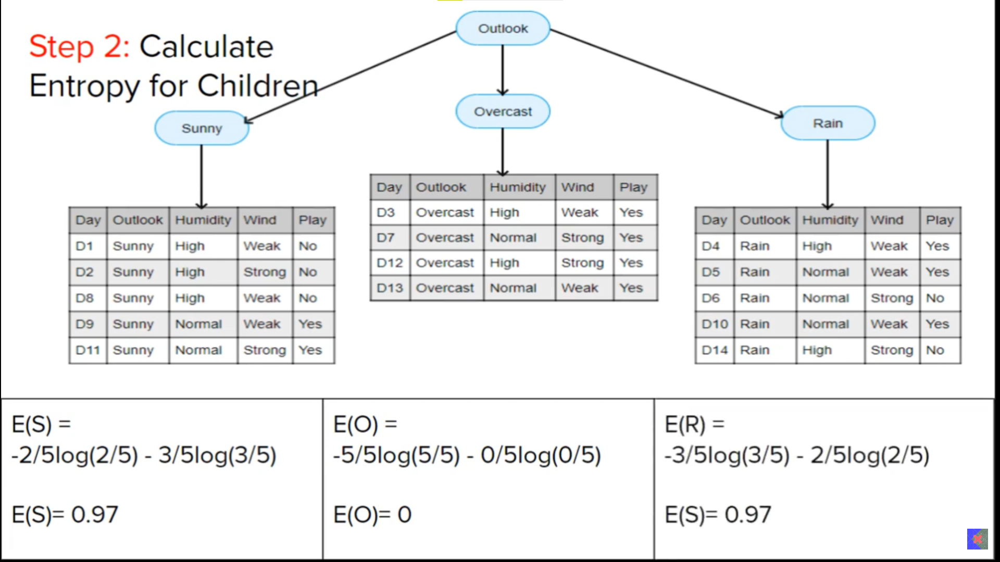 Outlook
Step 2: Calculate
Entropy for Children
Sunny
Overcast
Rain
Day Outlook Humidity Wind Play
D1 Sunny High Weak No
D2 Sunny High Strong No
D8 Sunny High Weak No
D9 Sunny Normal Weak Yes
D11 Sunny Normal Strong Yes
Day Outlook Humidity Wind Play
D3 Overcast High Weak Yes
D7 Overcast Normal Strong Yes
D12 Overcast High Strong Yes
D13 Overcast Normal Weak Yes
Day Outlook Humidity Wind Play
D4 Rain High Weak Yes
D5 Rain Normal Weak Yes
D6 Rain Normal Strong No
D10 Rain Normal Weak Yes
D14 Rain High Strong No
E(S) =
-2/5log(2/5) - 3/5log(3/5)
E(S)= 0.97
E(O) =
-5/5log(5/5) - 0/5log(0/5)
E(O)= 0
E(R) =
-3/5log(3/5) - 2/5log(2/5)
E(S)= 0.97